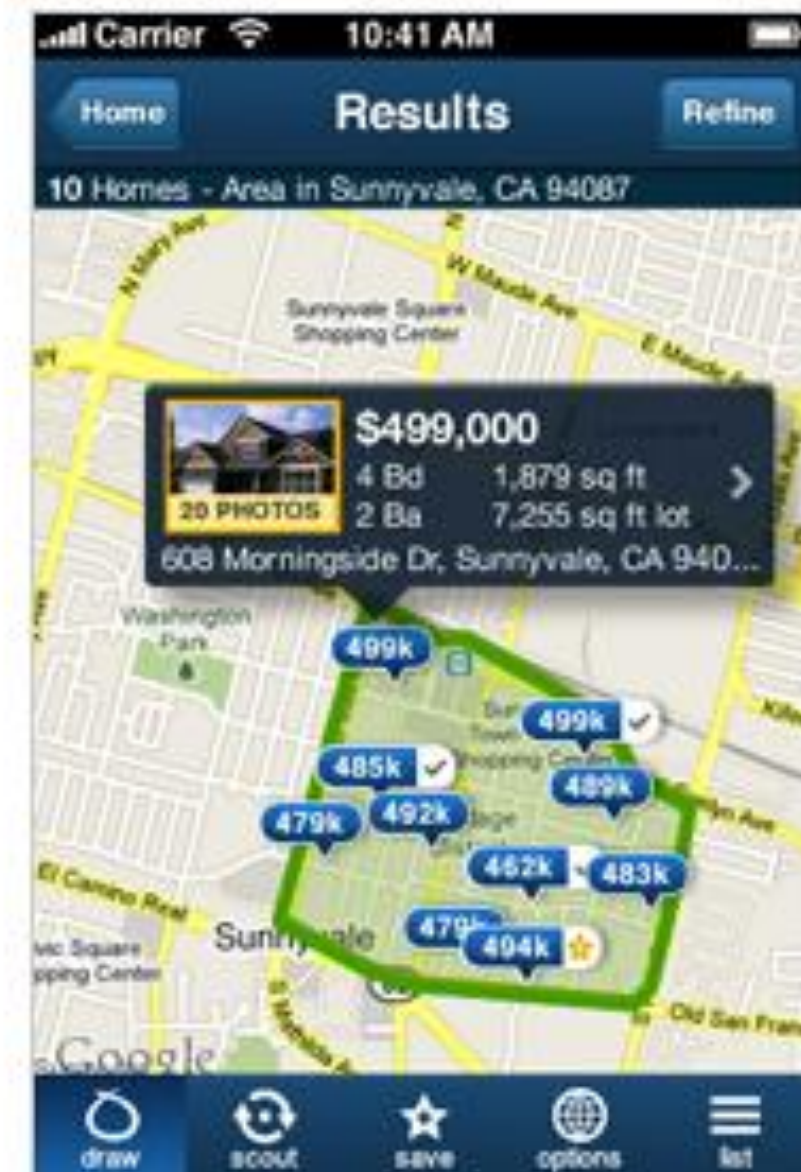 Carrier 10:41 AM
Home Results Refine
10 Homes - Area in Sunnyvale, CA 94087
N Mary Ave
N
W Maude Ave
Sunnyvale Square
Shopping Center
E Maude
$499,000
4 Bd 1,879 sq ft
20 PHOTOS 2 Ba 7,255 sq ft lot
608 Morningside Dr, Sunnyvale, CA 940...
Washington
Park
499k
499k
Shopping Center
485k
489k
479k 492k
El Camino Real
462k 483k
Sunnyvale
494k
Old San Fran
Google
draw scout save options list